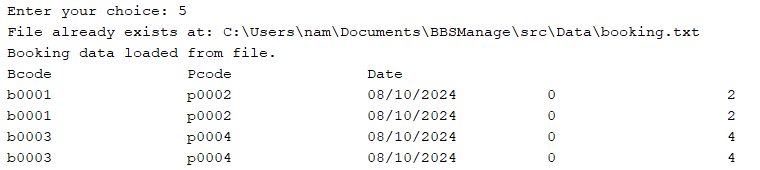 Enter your choice: 5
File already exists at: C:\Users\nam\Documents\BBSManage\src\Data\booking.txt
Booking data loaded from file.
Bcode Pcode Date
b0001 p0002 08/10/2024 0 2
b0001 p0002 08/10/2024 0 2
b0003 p0004 08/10/2024 0 4
b0003 p0004 08/10/2024 0 4